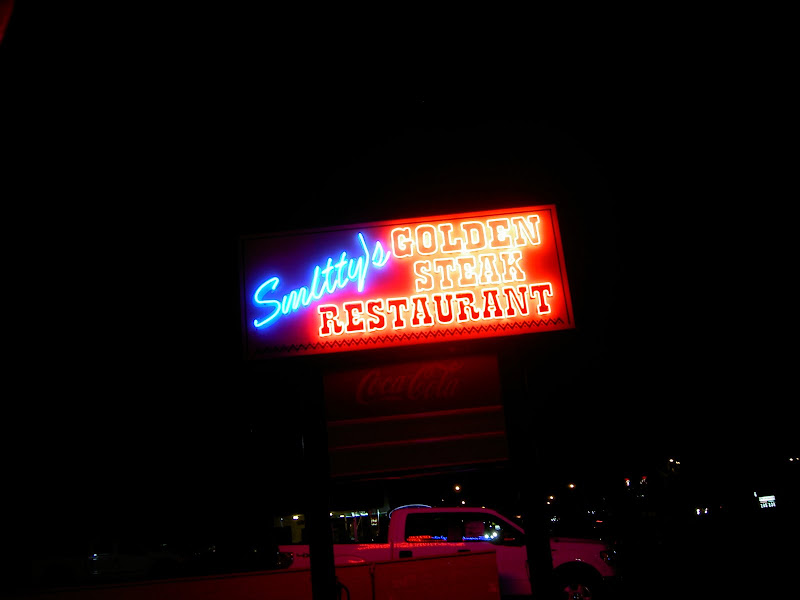 Smitty's GOLDEN
STEAK
RESTAURANT
Coca-Cola